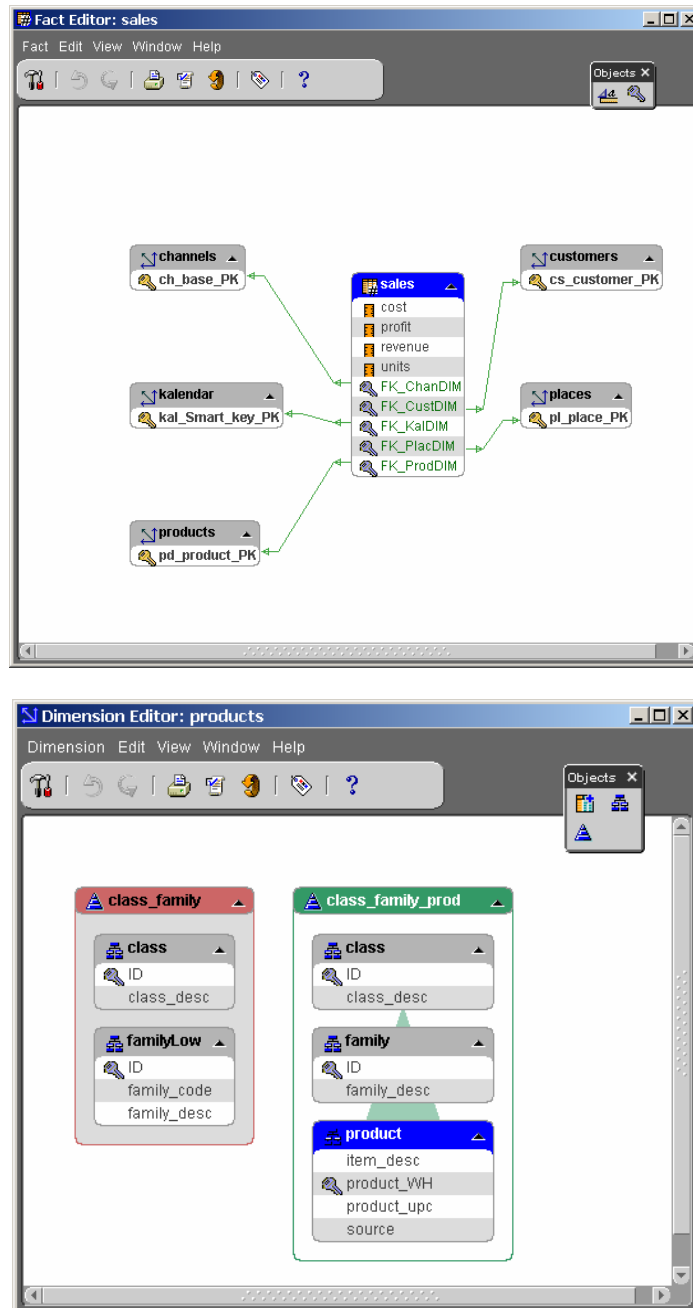 Fact Editor: sales
Fact Edit View Window Help
?
Objects X
channels
ch_base_PK
kalendar
kal_Smart_key_PK
products
pd_product_PK
sales
cost
profit
revenue
units
FK_ChanDIM
FK_CustDIM
FK_KalDIM
FK_PlacDIM
FK_ProdDIM
customers
cs_customer_PK
places
pl_place_PK
Dimension Editor: products
Dimension Edit View Window Help
?
Objects X
class_family
class
ID
class_desc
familyLow
ID
family_code
family_desc
class_family_prod
class
ID
class_desc
family
ID
family_desc
product
item_desc
product_WH
product_upc
source